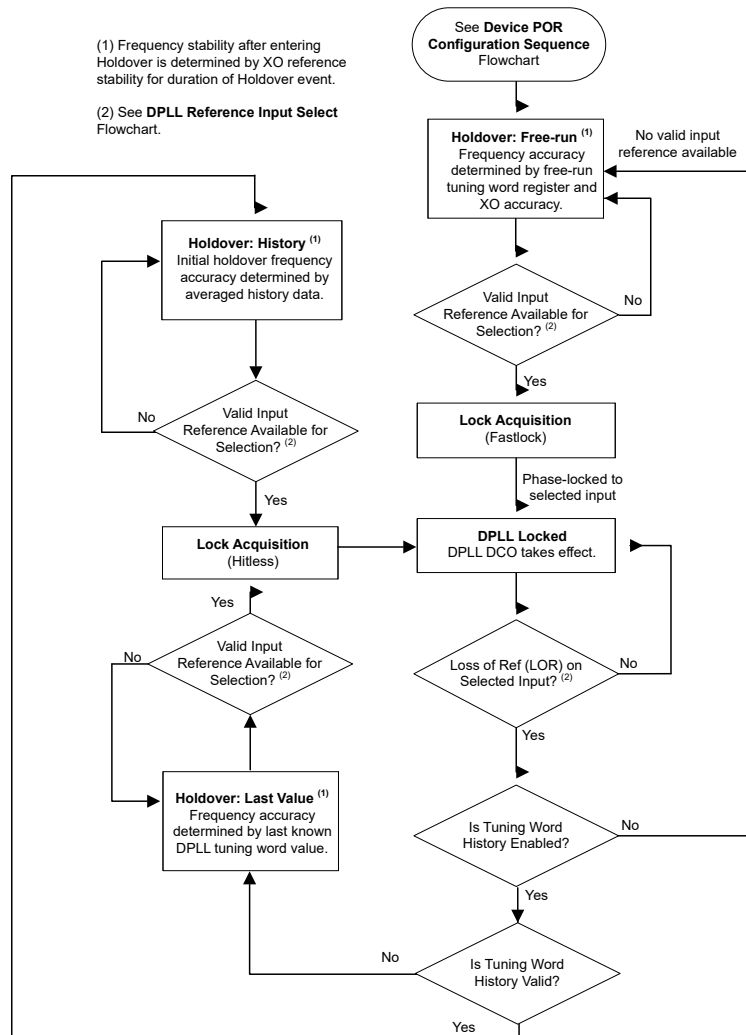 (1) Frequency stability after entering
Holdover is determined by XO reference
stability for duration of Holdover event.
(2) See DPLL Reference Input Select
Flowchart.
See Device POR
Configuration Sequence
Flowchart
Holdover: Free-run (1)
Frequency accuracy
determined by free-run
tuning word register and
XO accuracy.
No valid input
reference available
Valid Input
Reference Available for
Selection? (2)
No
Yes
Lock Acquisition
(Fastlock)
Phase-locked to
selected input
Holdover: History (1)
Initial holdover frequency
accuracy determined by
averaged history data.
Valid Input
Reference Available for
Selection? (2)
No
Yes
Lock Acquisition
(Hitless)
DPLL Locked
DPLL DCO takes effect.
Yes
Valid Input
Reference Available for
Selection? (2)
No
Loss of Ref (LOR) on
Selected Input? (2)
No
Yes
Holdover: Last Value (1)
Frequency accuracy
determined by last known
DPLL tuning word value.
Is Tuning Word
History Enabled?
No
Yes
Is Tuning Word
History Valid?
No
Yes